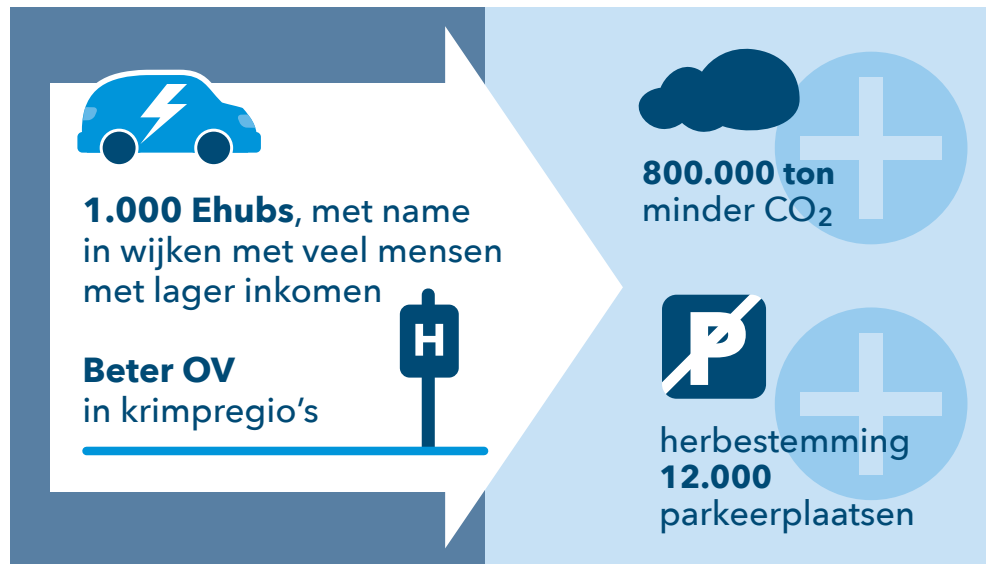 1.000 Ehubs, met name
in wijken met veel mensen
met lager inkomen
H
Beter OV
in krimpregio’s
800.000 ton
minder CO₂
P
herbestemming
12.000
parkeerplaatsen